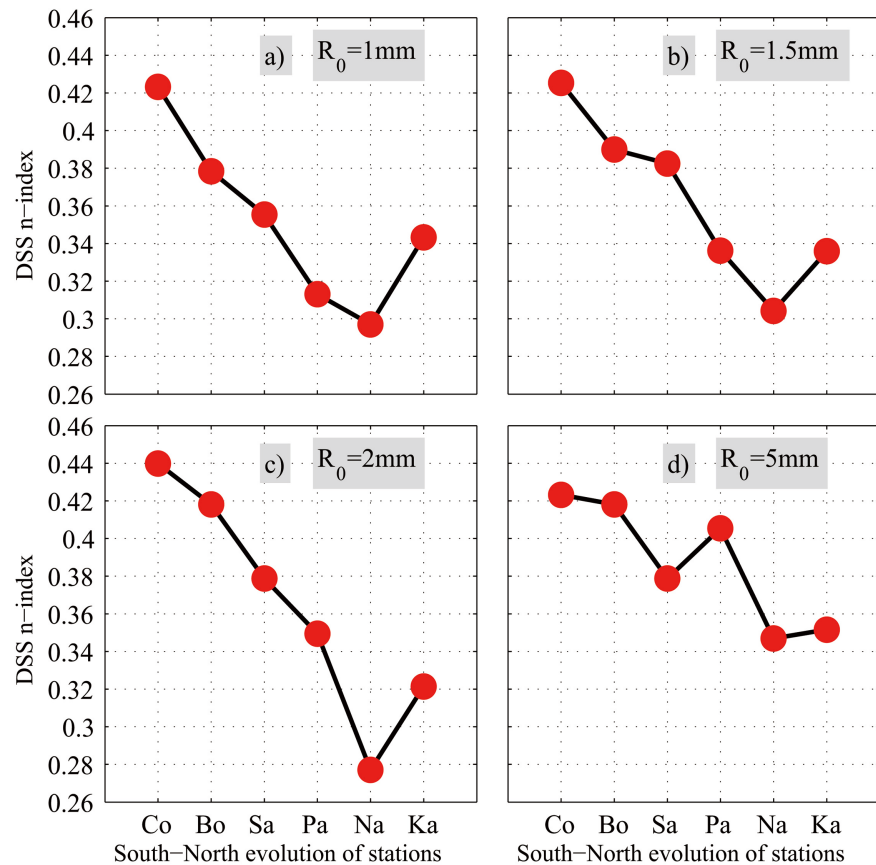 0.46
0.44
0.42
0.4
0.38
0.36
0.34
0.32
0.3
0.28
0.26
DSS n−index
a)
R0=1mm
b)
R0=1.5mm
0.46
0.44
0.42
0.4
0.38
0.36
0.34
0.32
0.3
0.28
0.26
DSS n−index
c)
R0=2mm
d)
R0=5mm
Co Bo Sa Pa Na Ka
South−North evolution of stations
Co Bo Sa Pa Na Ka
South−North evolution of stations